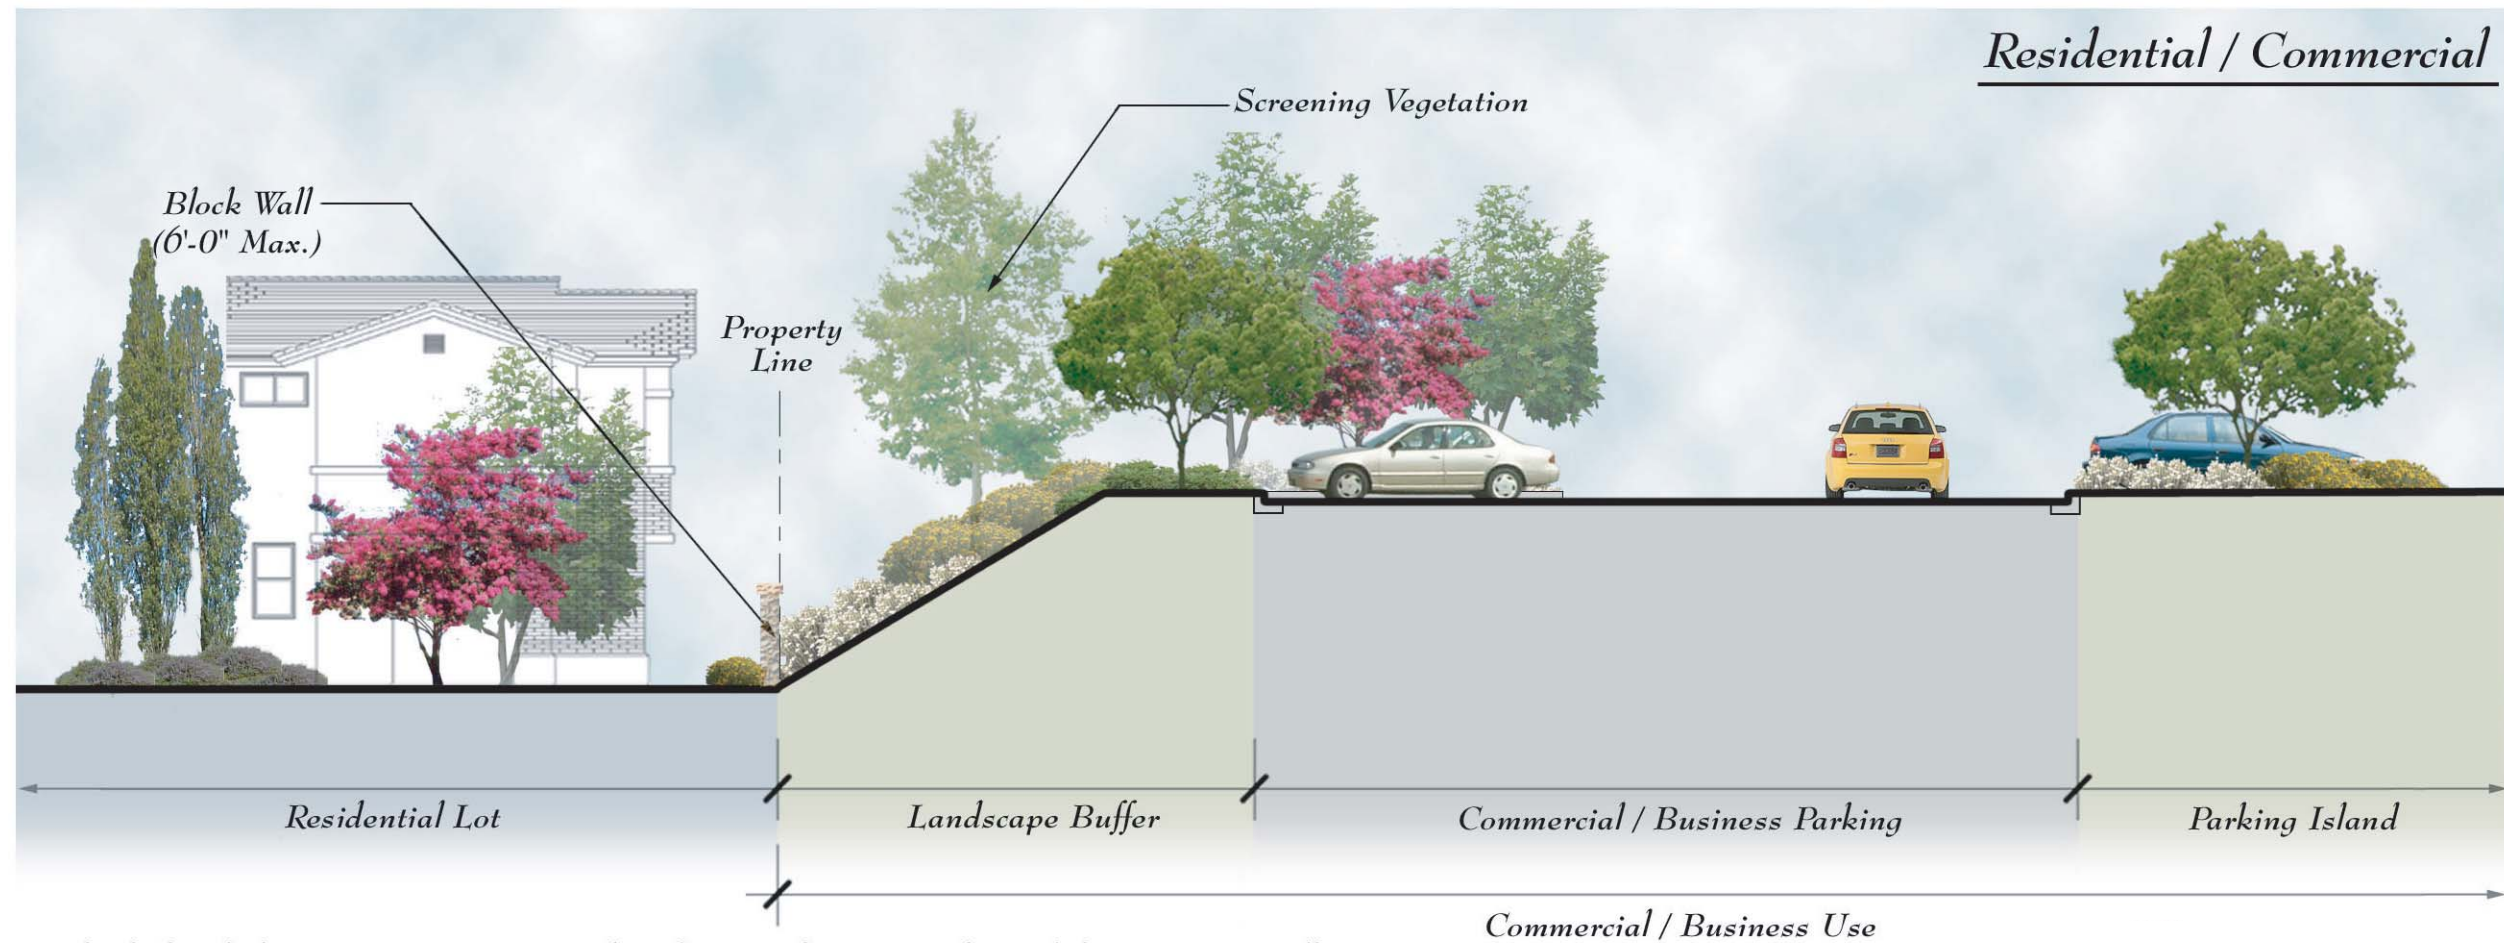 Residential / Commercial
Screening Vegetation
Block Wall
(6'-0" Max.)
Property
Line
Residential Lot
Landscape Buffer
Commercial / Business Parking
Parking Island
Commercial / Business Use